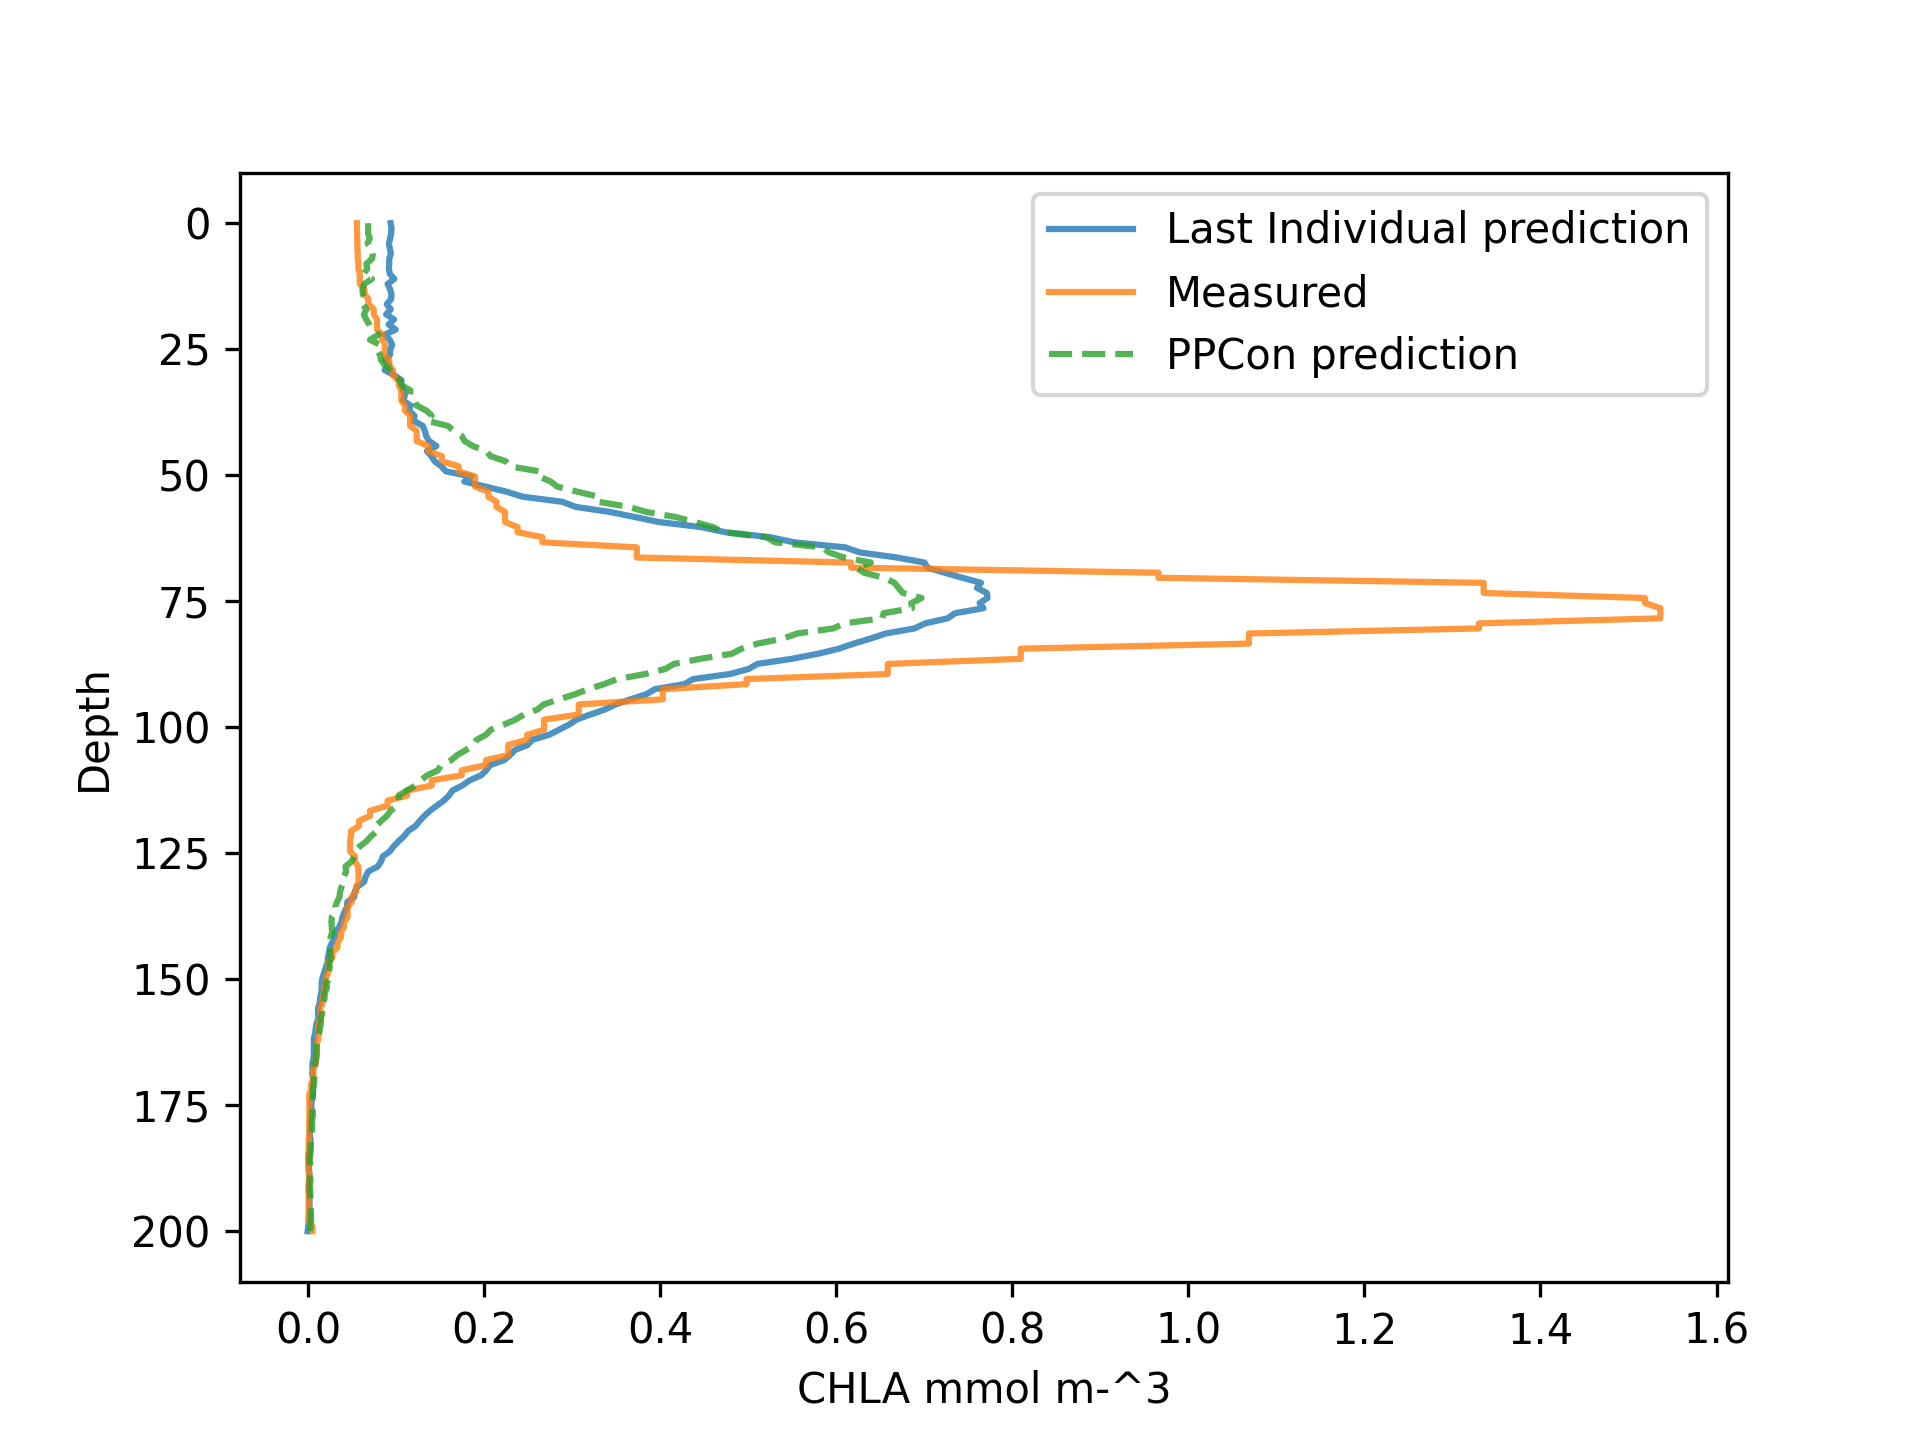 Last Individual prediction
Measured
PPCon prediction
0
25
50
75
100
125
150
175
200
Depth
0.0 0.2 0.4 0.6 0.8 1.0 1.2 1.4 1.6
CHLA mmol m-^3